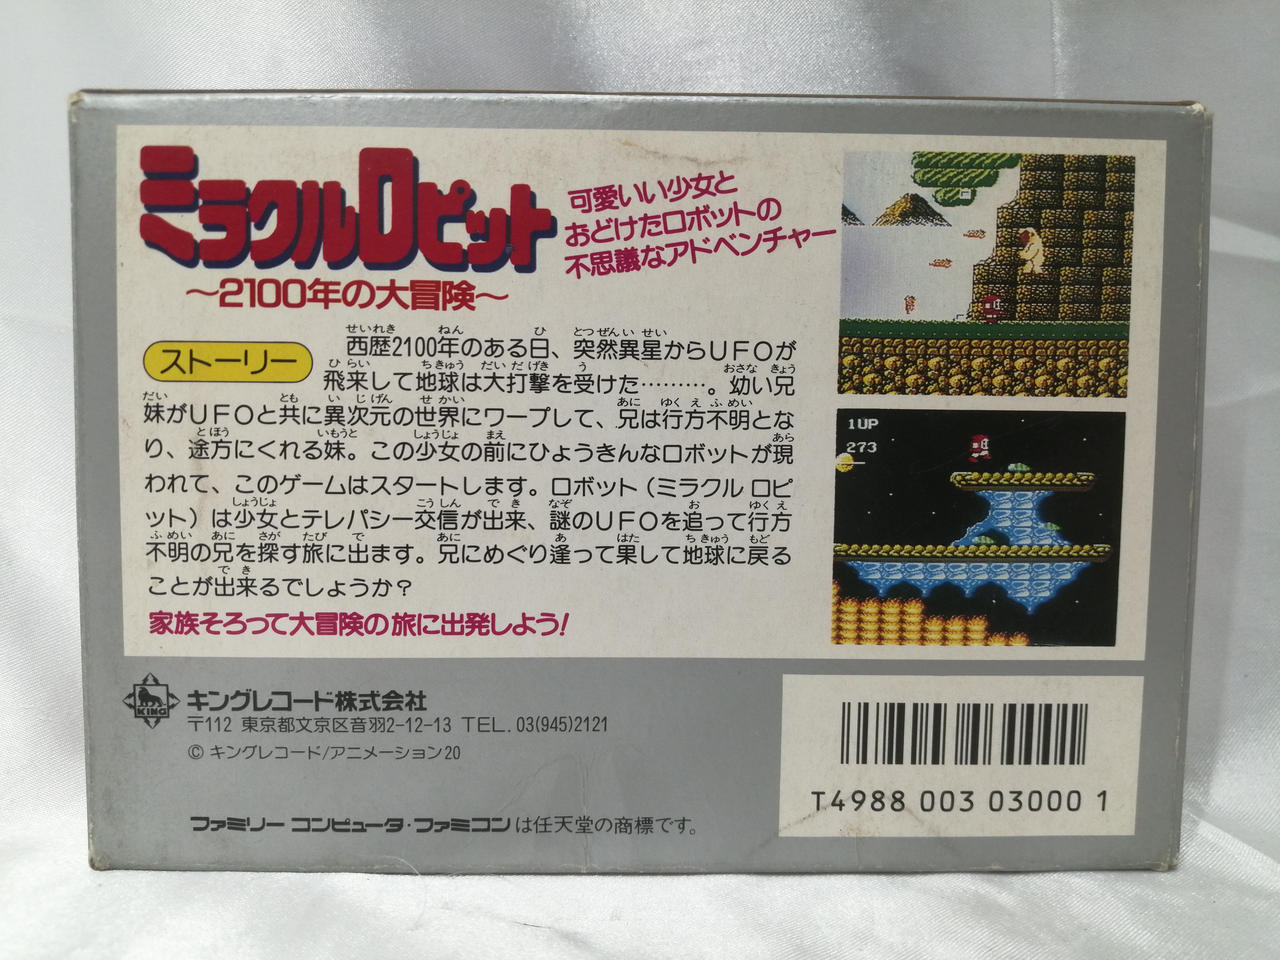 ミラクルロピット
～2100年の大冒険～
可愛いい少女と
おどけたロボットの
不思議なアドベンチャー
ストーリー
西歴2100年のある日、突然異星からUFOが
飛来して地球は大打撃を受けた………。幼い兄
妹がUFOと共に異次元の世界にワープして、兄は行方不明とな
り、途方にくれる妹。この少女の前にひょうきんなロボットが現
われて、このゲームはスタートします。ロボット（ミラクル ロピ
ット）は少女とテレパシー交信が出来、謎のUFOを追って行方
不明の兄を探す旅に出ます。兄にめぐり逢って果して地球に戻る
ことが出来るでしょうか？
家族そろって大冒険の旅に出発しよう!
1UP
273
KING
キングレコード株式会社
〒112 東京都文京区音羽2-12-13 TEL. 03(945)2121
© キングレコード/アニメーション20
ファミリー コンピュータ・ファミコンは任天堂の商標です。
T4988 003 03000 1